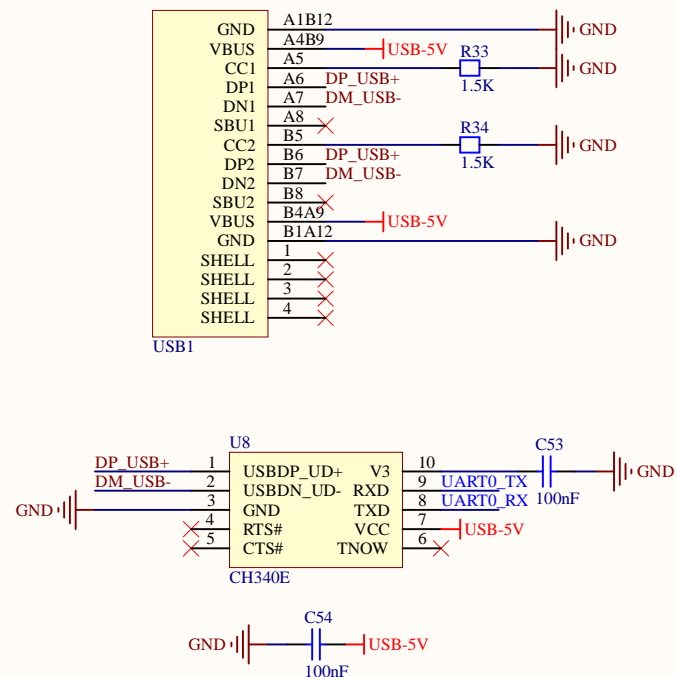 GND A1B12 GND
VBUS A4B9 USB-5V
CC1 A5 R33 1.5K GND
DP1 A6 DP_USB+
DN1 A7 DM_USB-
SBU1 A8
CC2 B5 R34 1.5K GND
DP2 B6 DP_USB+
DN2 B7 DM_USB-
SBU2 B8
VBUS B4A9 USB-5V
GND B1A12 GND
SHELL 1
SHELL 2
SHELL 3
SHELL 4
USB1
U8
C53
DP_USB+ 1 USBDP_UD+ V3 10 GND
DM_USB- 2 USBDN_UD- RXD 9 UART0_TX 100nF
GND 3 GND TXD 8 UART0_RX
4 RTS# VCC 7 USB-5V
5 CTS# TNOW 6
CH340E
C54
GND USB-5V
100nF